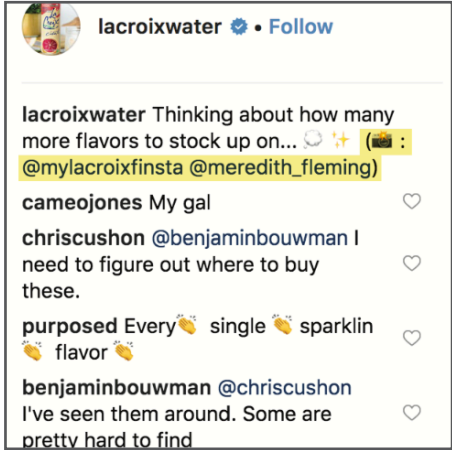 lacroixwater • Follow
lacroixwater Thinking about how many
more flavors to stock up on... 💭 ✨ (📸 :
@mylacroixfinsta @meredith_fleming)
cameojones My gal
chriscushon @benjaminbouwman I
need to figure out where to buy
these.
purposed Every👏 single 👏 sparklin
👏 flavor 👏
benjaminbouwman @chriscushon
I've seen them around. Some are
pretty hard to find